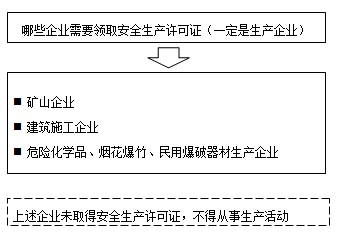 哪些企业需要领取安全生产许可证（一定是生产企业）
■ 矿山企业
■ 建筑施工企业
■ 危险化学品、烟花爆竹、民用爆破器材生产企业
上述企业未取得安全生产许可证，不得从事生产活动